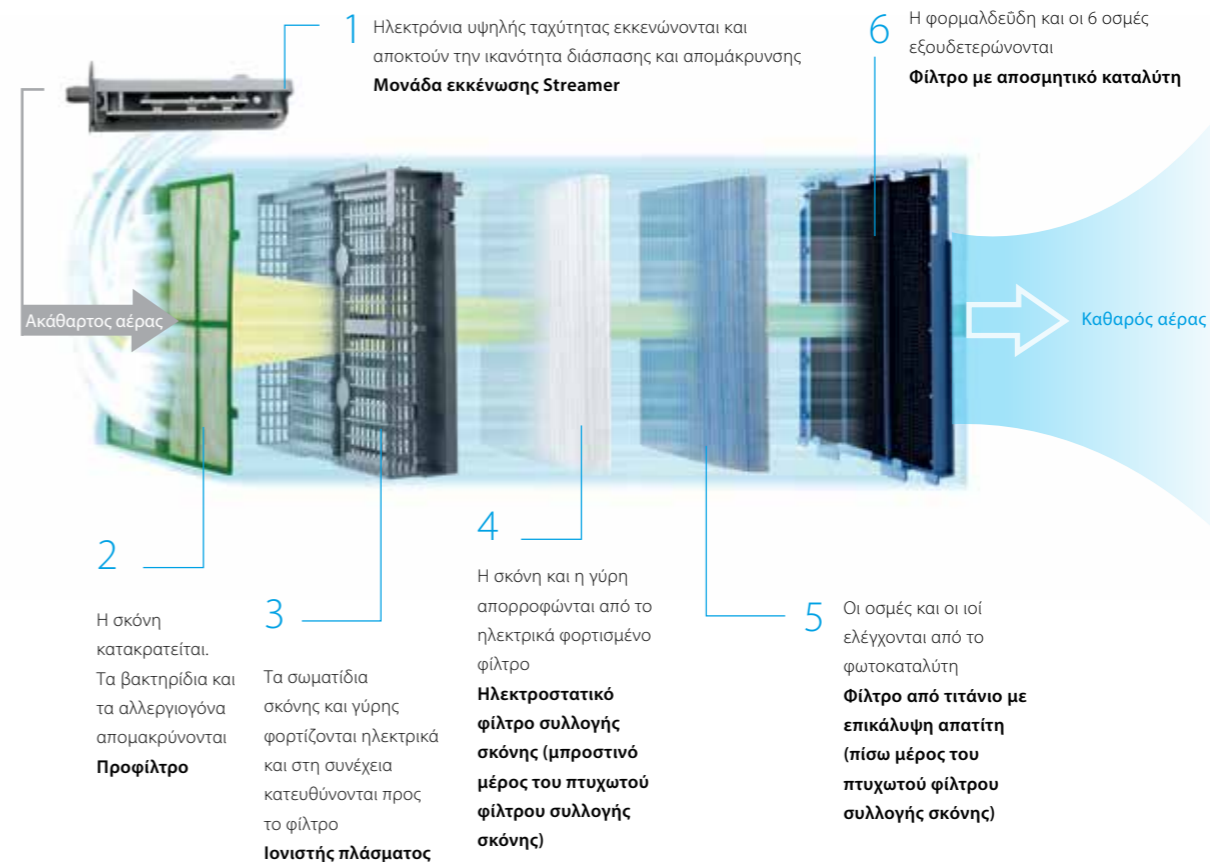 1
Ηλεκτρόνια υψηλής ταχύτητας εκκενώνονται και
αποκτούν την ικανότητα διάσπασης και απομάκρυνσης
Μονάδα εκκένωσης Streamer
6
Η φορμαλδεΰδη και οι 6 οσμές
εξουδετερώνονται
Φίλτρο με αποσμητικό καταλύτη
Ακάθαρτος αέρας
Καθαρός αέρας
2
Η σκόνη
κατακρατείται.
Τα βακτηρίδια και
τα αλλεργιογόνα
απομακρύνονται
Προφίλτρο
3
Τα σωματίδια
σκόνης και γύρης
φορτίζονται ηλεκτρικά
και στη συνέχεια
κατευθύνονται προς
το φίλτρο
Ιονιστής πλάσματος
4
Η σκόνη και η γύρη
απορροφώνται από το
ηλεκτρικά φορτισμένο
φίλτρο
Ηλεκτροστατικό
φίλτρο συλλογής
σκόνης (μπροστινό
μέρος του πτυχωτού
φίλτρου συλλογής
σκόνης)
5
Οι οσμές και οι ιοί
ελέγχονται από το
φωτοκαταλύτη
Φίλτρο από τιτάνιο με
επικάλυψη απατίτη
(πίσω μέρος του
πτυχωτού φίλτρου
συλλογής σκόνης)